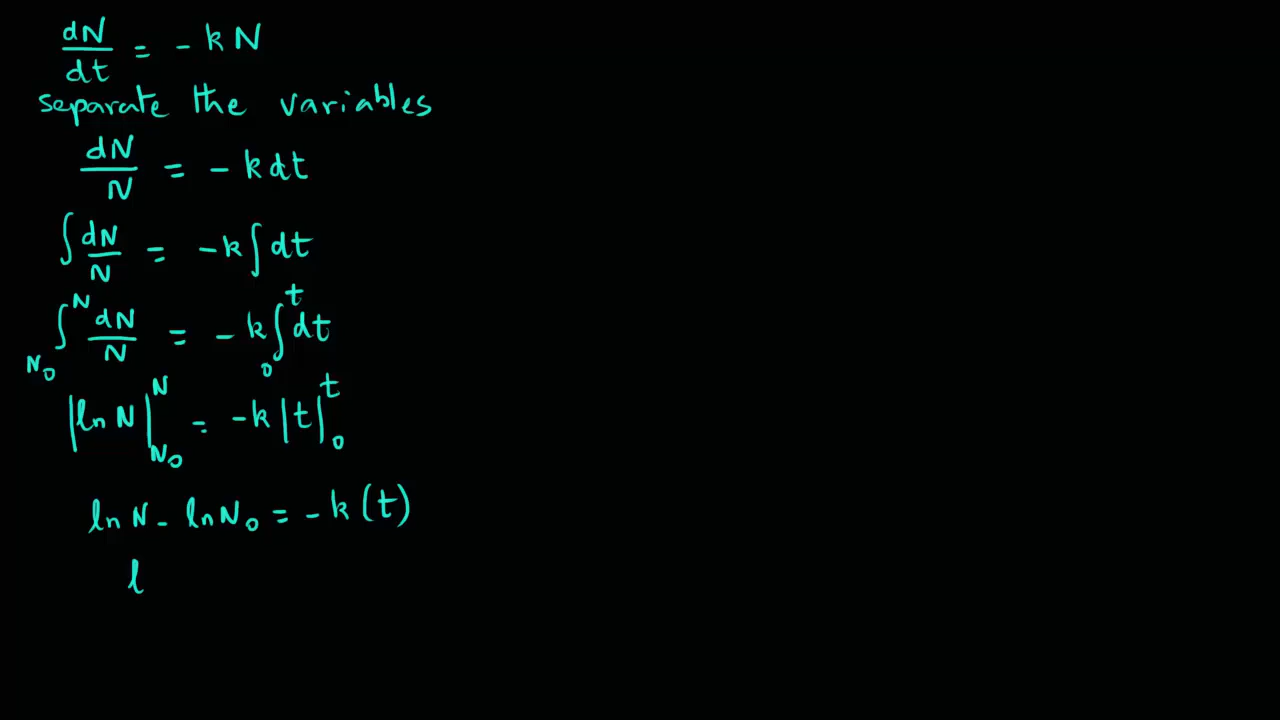 dN/dt = - k N
separate the variables
dN/N = - k dt
∫ dN/N = - k ∫ dt
∫_{N₀}^{N} dN/N = - k ∫_{0}^{t} dt
|ln N|_{N₀}^{N} = - k |t|_{0}^{t}
ln N - ln N₀ = - k (t)
l